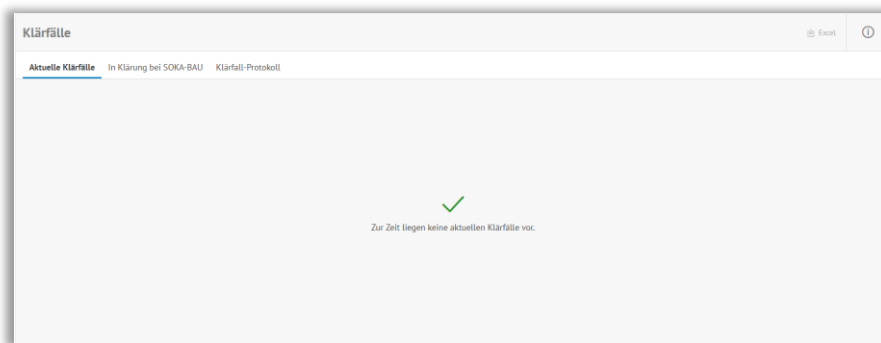 Klärfälle
Excel
Aktuelle Klärfälle In Klärung bei SOKA-BAU Klärfall-Protokoll
Zur Zeit liegen keine aktuellen Klärfälle vor.